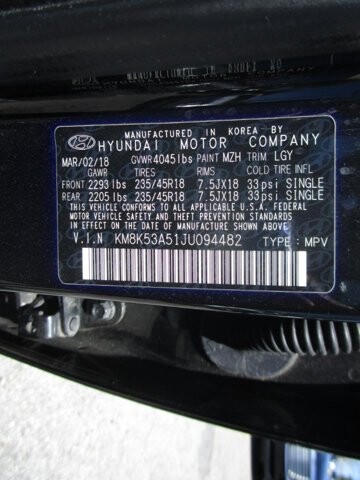 MANUFACTURED IN KOREA BY
HYUNDAI MOTOR COMPANY
MAR/02/18 GVWR 4045lbs PAINT MZH TRIM LGY
GAWR TIRES RIMS COLD TIRE INFL
FRONT 2293lbs 235/45R18 7.5JX18 33psi SINGLE
REAR 2205lbs 235/45R18 7.5JX18 33psi SINGLE
THIS VEHICLE CONFORMS TO ALL APPLICABLE U.S.A. FEDERAL
MOTOR VEHICLE SAFETY, BUMPER, AND THEFT PREVENTION
STANDARDS IN EFFECT ON THE DATE OF MANUFACTURE SHOWN ABOVE.
V.I.N KM8K53A51JU094482 TYPE : MPV